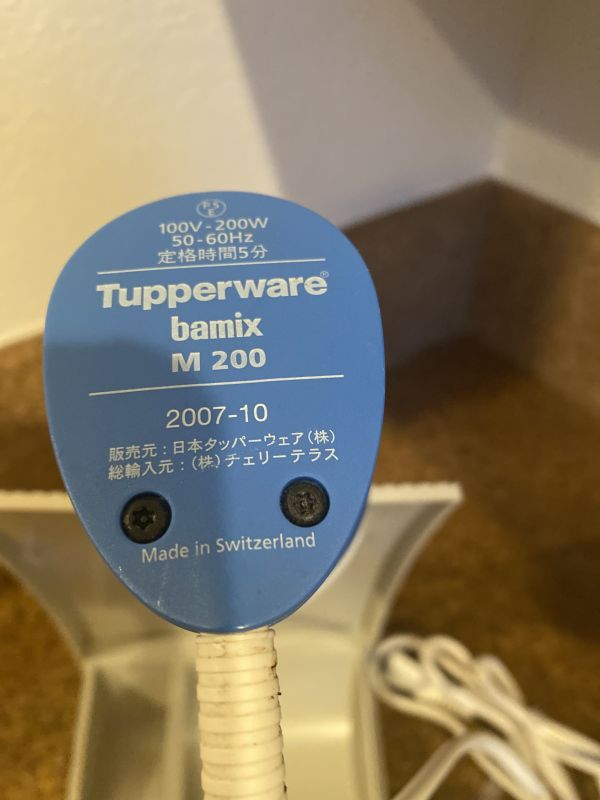 PS
E
100V-200W
50-60Hz
定格時間5分
Tupperware®
bamix
M 200
2007-10
販売元：日本タッパーウェア（株）
総輸入元：（株）チェリーテラス
Made in Switzerland